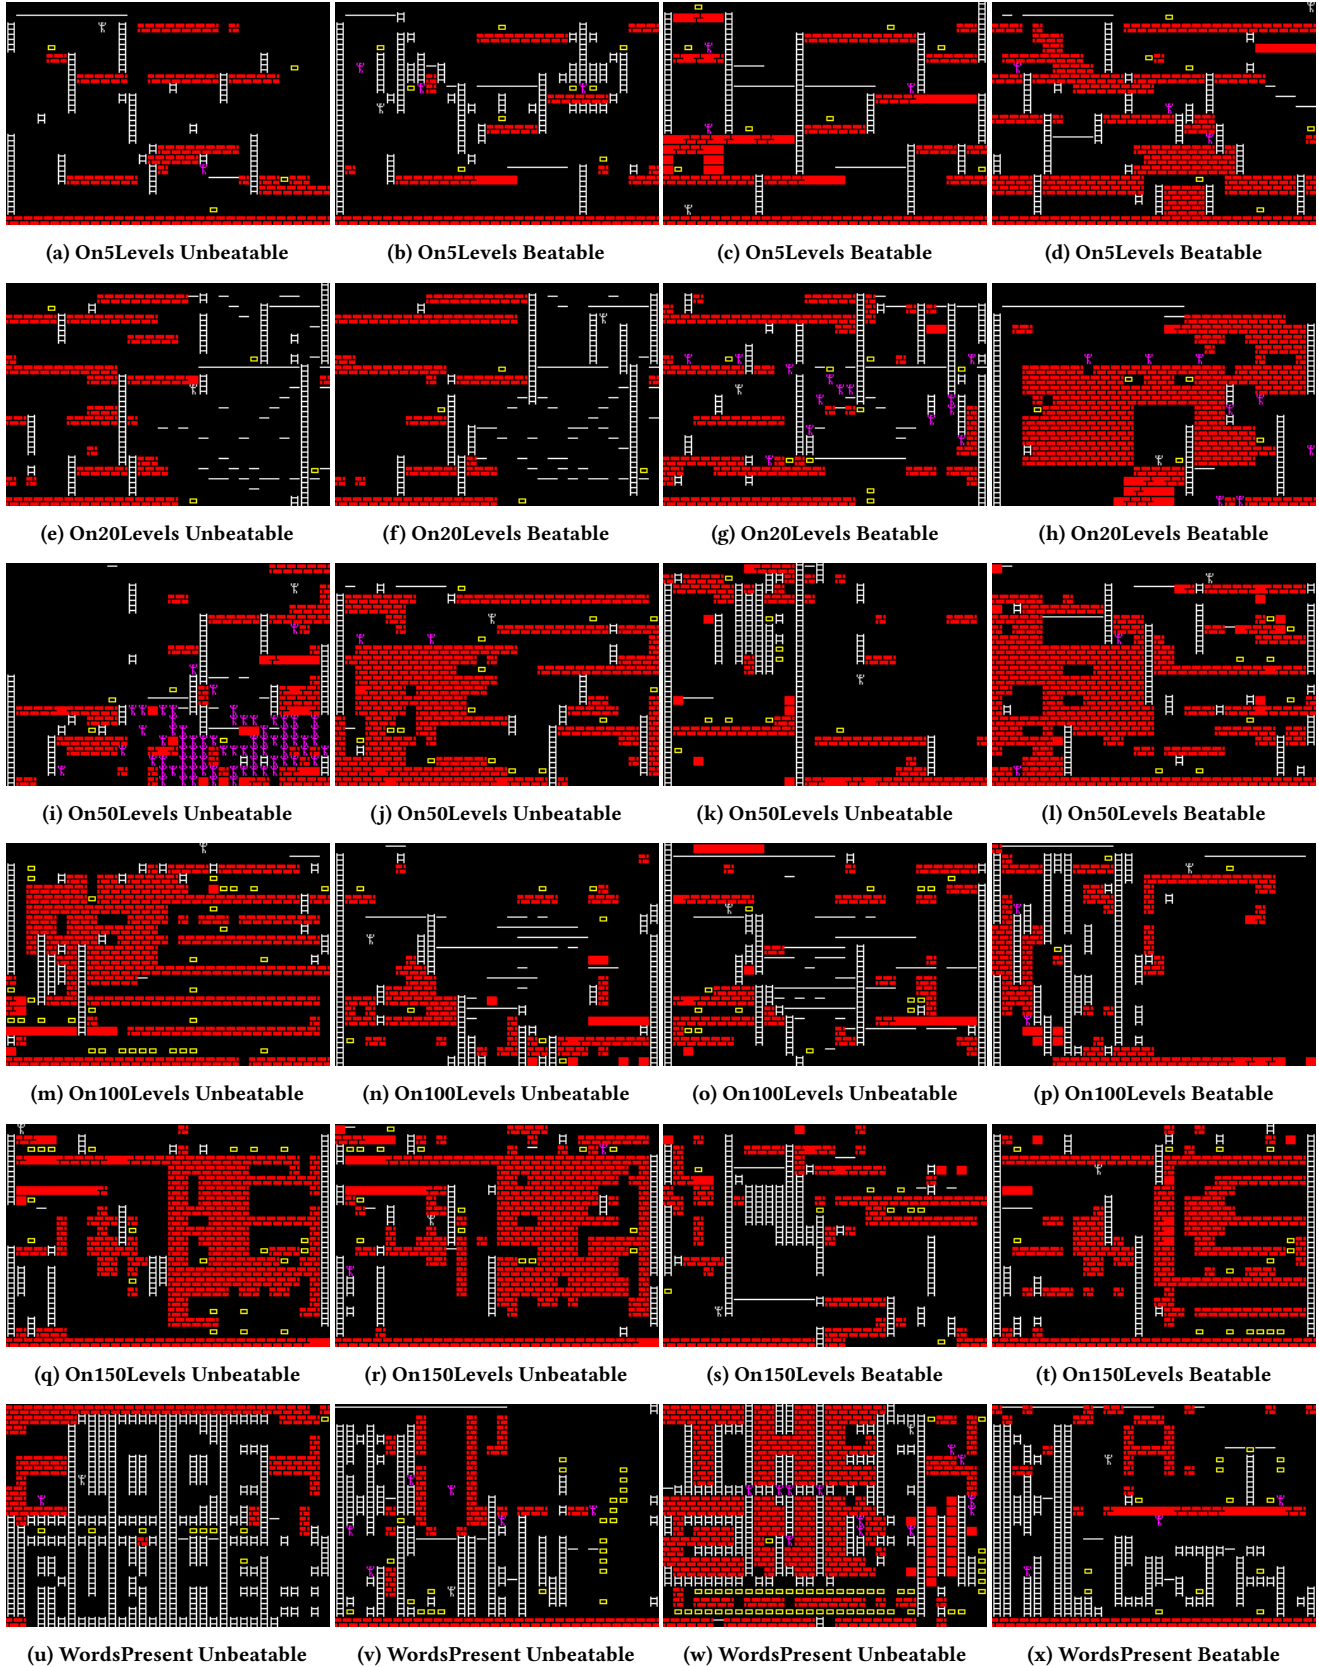 (a) On5Levels Unbeatable
(b) On5Levels Beatable
(c) On5Levels Beatable
(d) On5Levels Beatable
(e) On20Levels Unbeatable
(f) On20Levels Beatable
(g) On20Levels Beatable
(h) On20Levels Beatable
(i) On50Levels Unbeatable
(j) On50Levels Unbeatable
(k) On50Levels Unbeatable
(l) On50Levels Beatable
(m) On100Levels Unbeatable
(n) On100Levels Unbeatable
(o) On100Levels Unbeatable
(p) On100Levels Beatable
(q) On150Levels Unbeatable
(r) On150Levels Unbeatable
(s) On150Levels Beatable
(t) On150Levels Beatable
(u) WordsPresent Unbeatable
(v) WordsPresent Unbeatable
(w) WordsPresent Unbeatable
(x) WordsPresent Beatable